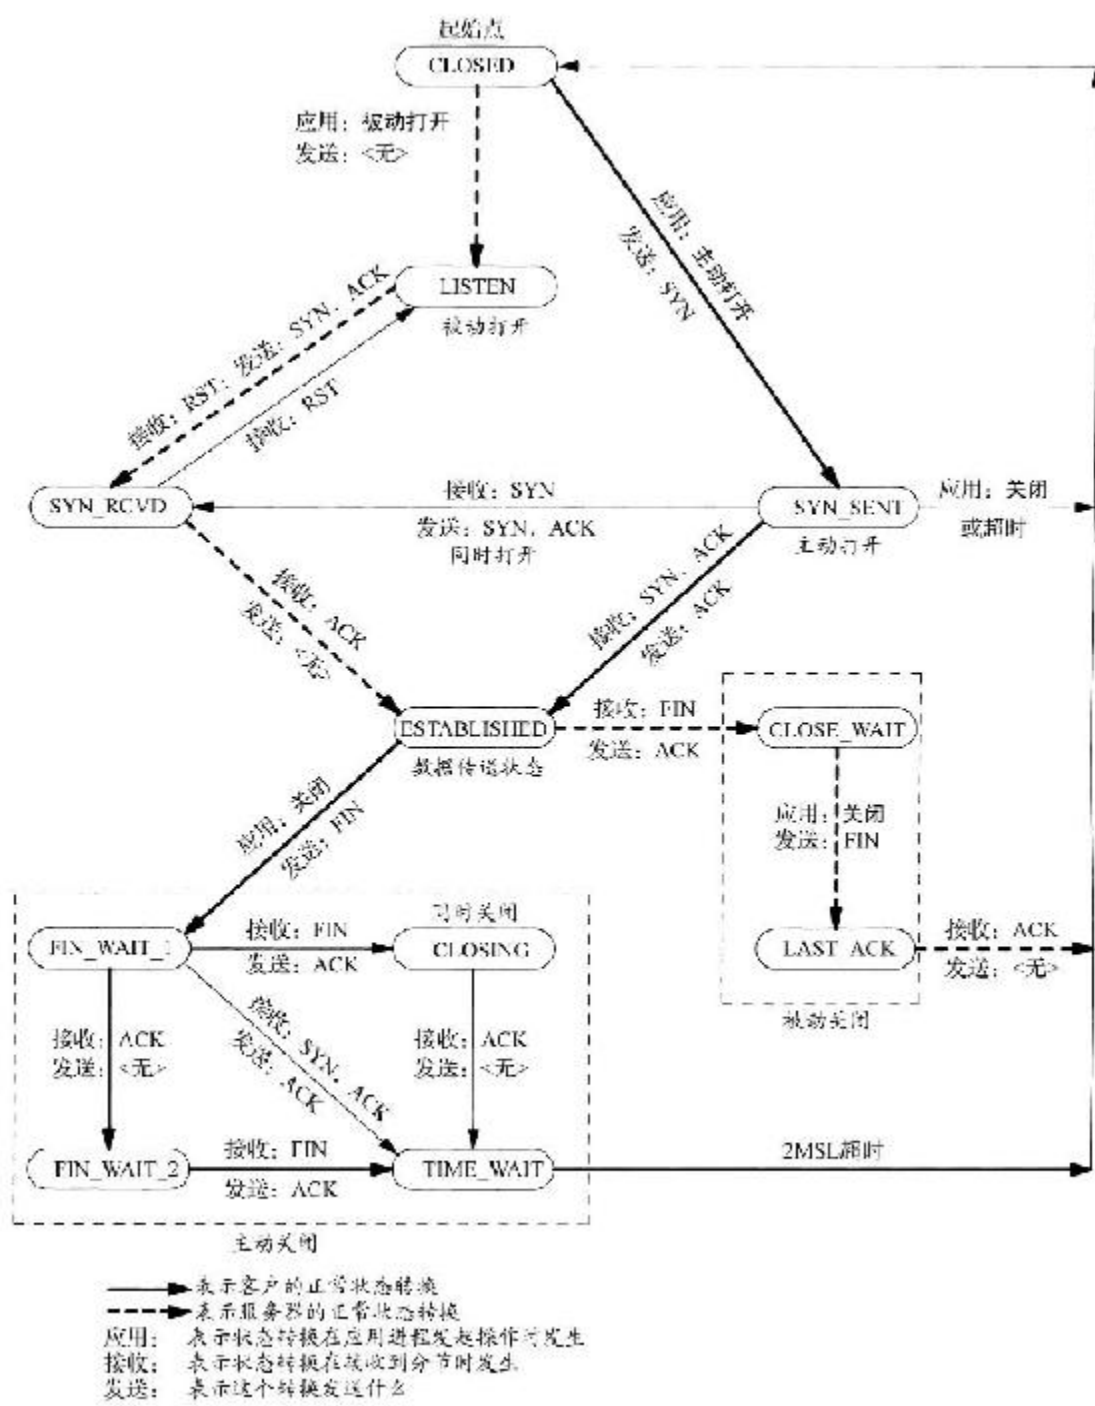 起始点
CLOSED
应用：被动打开
发送：<无>
应用：主动打开
发送：SYN
LISTEN
被动打开
接收：RST；发送：SYN，ACK
接收：RST
SYN_RCVD
接收：SYN
发送：SYN，ACK
同时打开
SYN_SENT
主动打开
应用：关闭
或超时
接收：ACK
发送：<无>
接收：SYN，ACK
发送：ACK
ESTABLISHED
数据传送状态
接收：FIN
发送：ACK
CLOSE_WAIT
应用：关闭
发送：FIN
应用：关闭
发送：FIN
LAST_ACK
接收：ACK
发送：<无>
被动关闭
同时关闭
FIN_WAIT_1
接收：FIN
发送：ACK
CLOSING
接收：ACK
发送：<无>
接收：SYN，ACK
发送：ACK
接收：ACK
发送：<无>
FIN_WAIT_2
接收：FIN
发送：ACK
TIME_WAIT
2MSL超时
主动关闭
表示客户的正常状态转换
表示服务器的正常状态转换
应用： 表示状态转换在应用进程发起操作时发生
接收： 表示状态转换在接收到分节时发生
发送： 表示这个转换发送什么